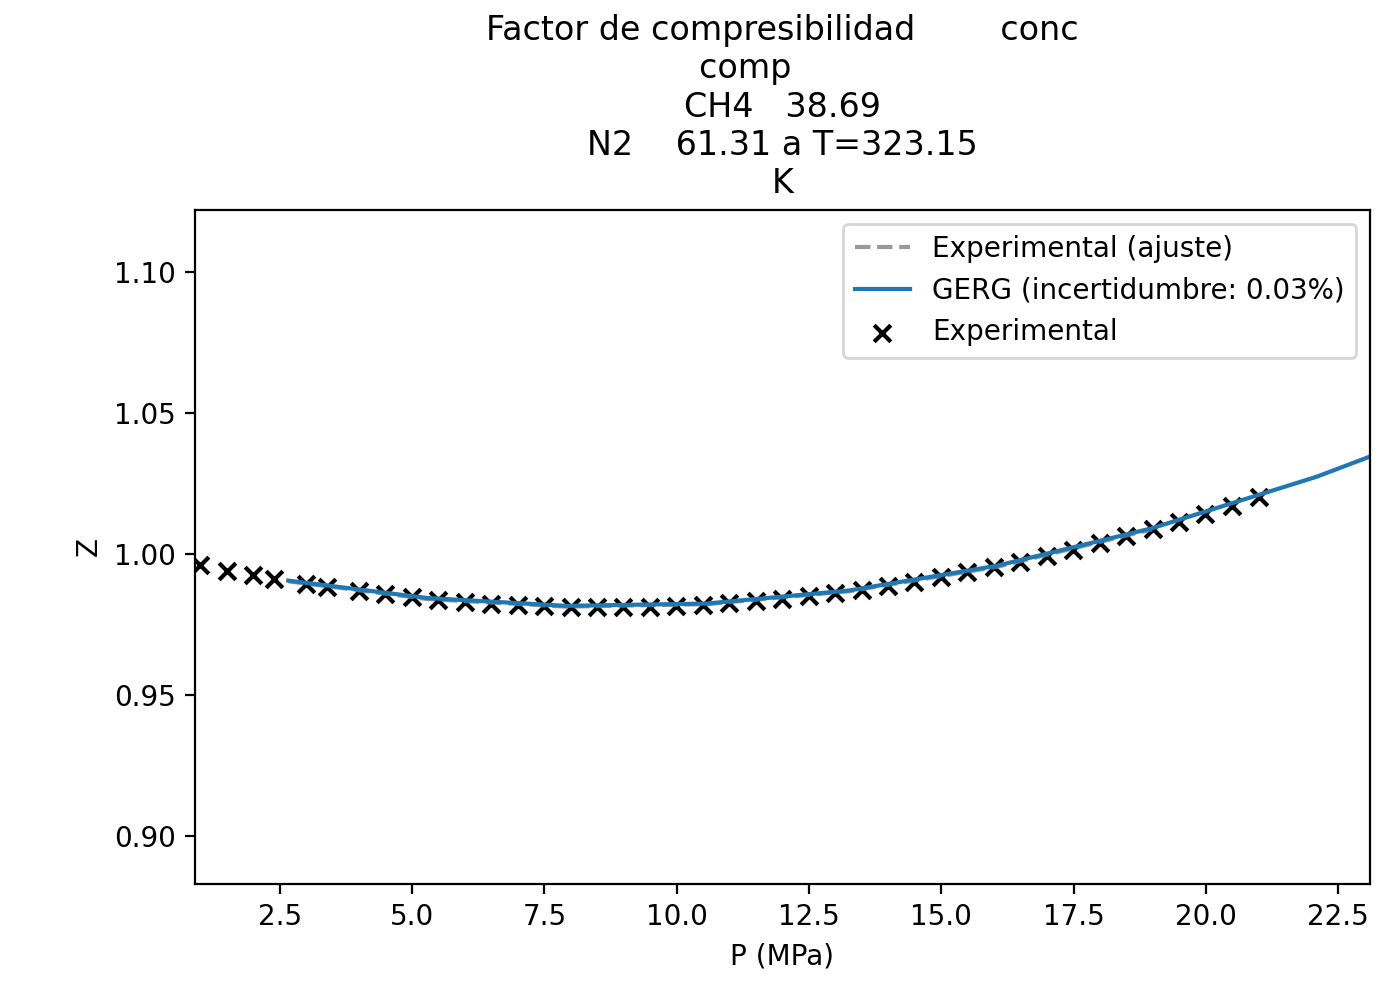 Factor de compresibilidad conc
comp
CH4 38.69
N2 61.31 a T=323.15
K
Experimental (ajuste)
GERG (incertidumbre: 0.03%)
Experimental
1.10
1.05
1.00
0.95
0.90
Z
2.5 5.0 7.5 10.0 12.5 15.0 17.5 20.0 22.5
P (MPa)